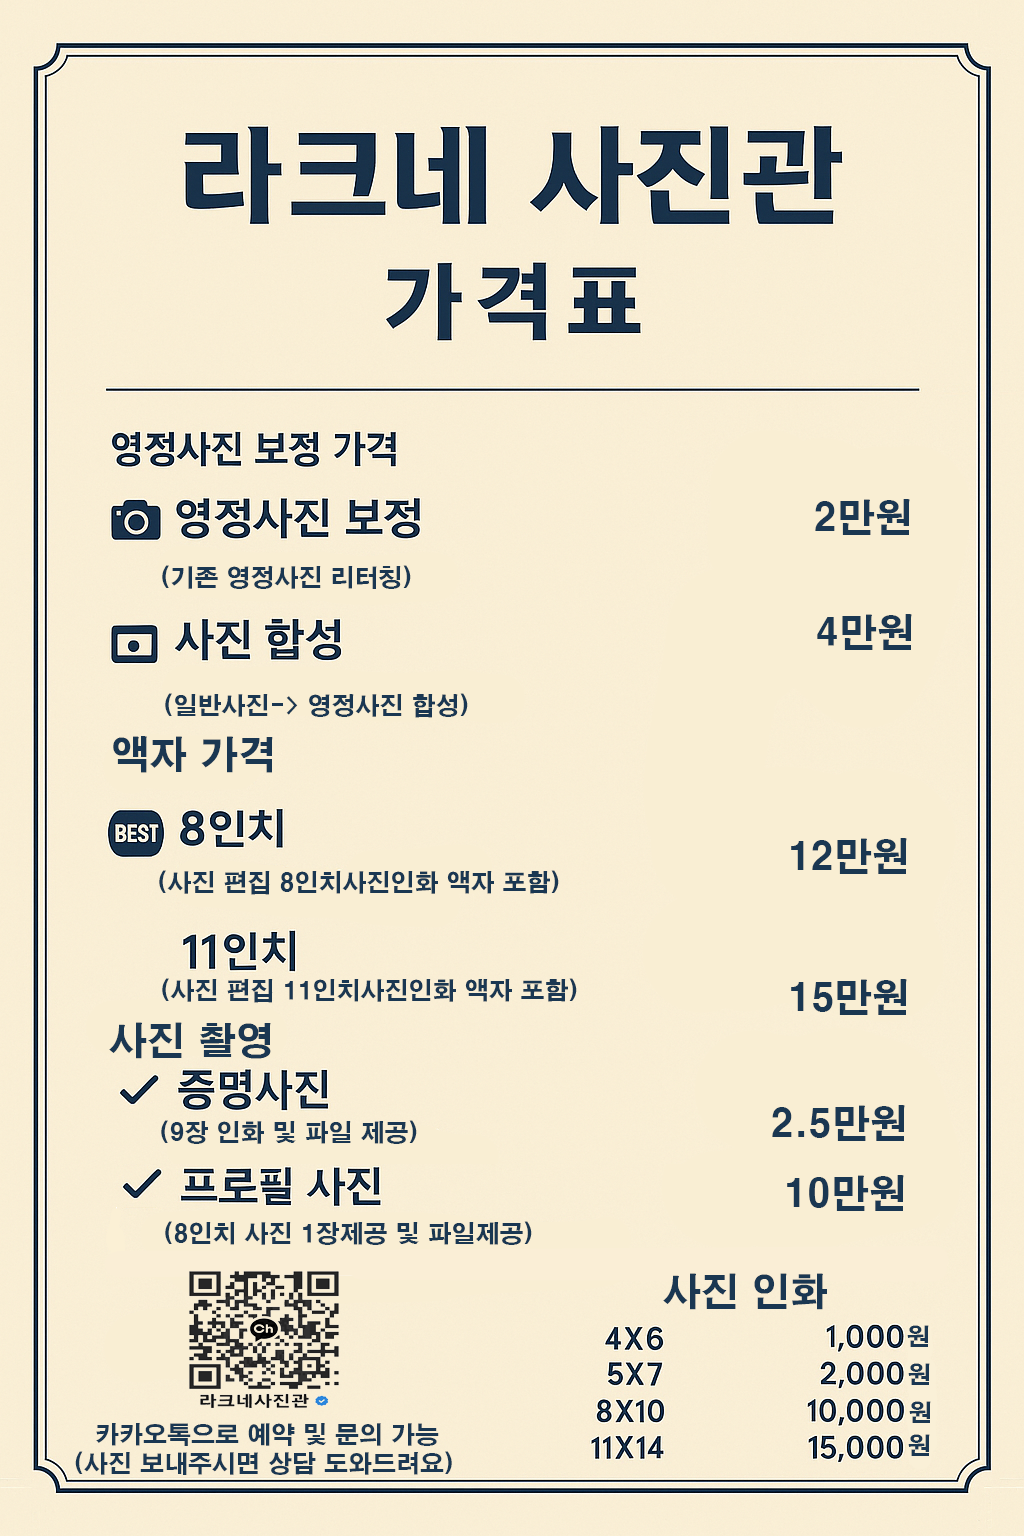 라크네 사진관
가격표
영정사진 보정 가격
영정사진 보정 2만원
(기존 영정사진 리터칭)
사진 합성 4만원
(일반사진-> 영정사진 합성)
액자 가격
BEST 8인치 12만원
(사진 편집 8인치사진인화 액자 포함)
11인치
(사진 편집 11인치사진인화 액자 포함) 15만원
사진 촬영
증명사진 2.5만원
(9장 인화 및 파일 제공)
프로필 사진 10만원
(8인치 사진 1장제공 및 파일제공)
Ch
라크네사진관
카카오톡으로 예약 및 문의 가능
(사진 보내주시면 상담 도와드려요)
사진 인화
4X6 1,000원
5X7 2,000원
8X10 10,000원
11X14 15,000원